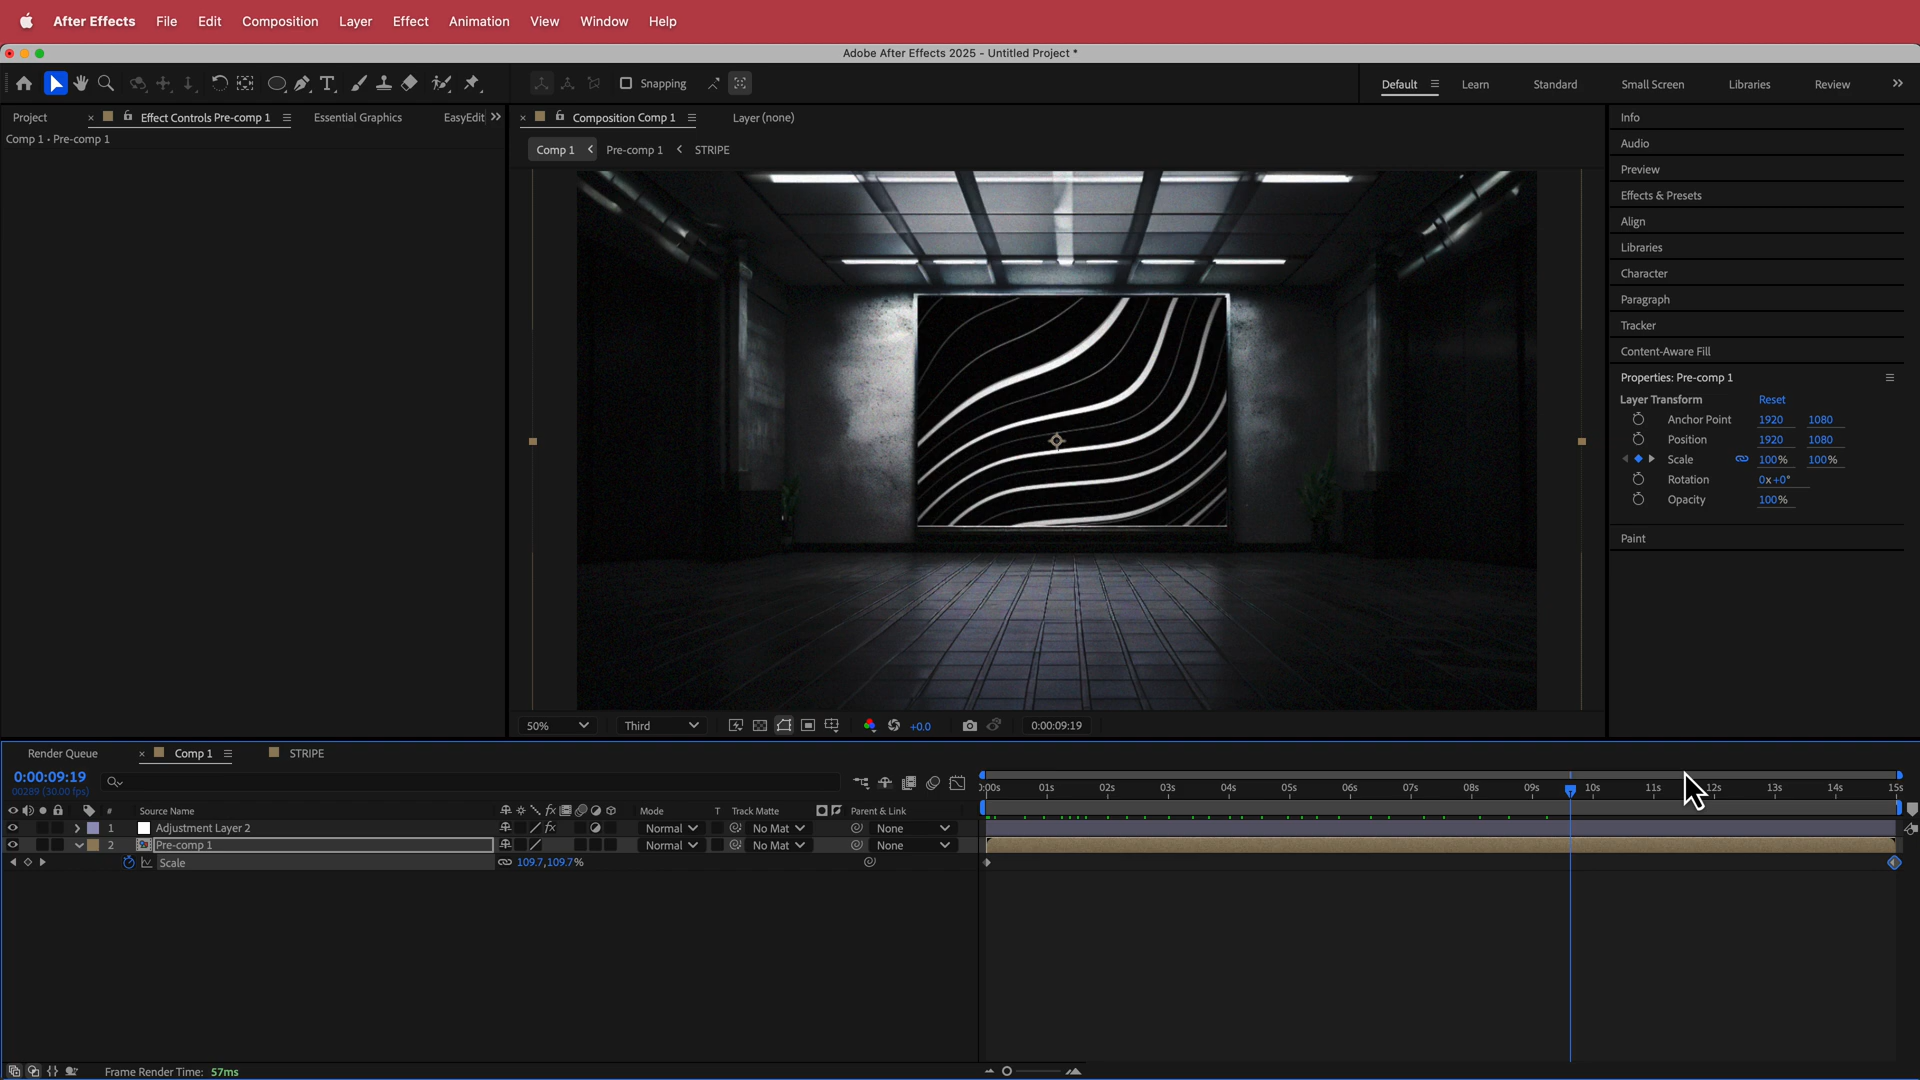 After Effects File Edit Composition Layer Effect Animation View Window Help
Adobe After Effects 2025 - Untitled Project *
T Snapping Default Learn Standard Small Screen Libraries Review
Project Effect Controls Pre-comp 1 Essential Graphics EasyEdit
Comp 1 • Pre-comp 1
Composition Comp 1 Layer (none)
Comp 1 Pre-comp 1 STRIPE
Info
Audio
Preview
Effects & Presets
Align
Libraries
Character
Paragraph
Tracker
Content-Aware Fill
Properties: Pre-comp 1
Layer Transform Reset
Anchor Point 1920 1080
Position 1920 1080
Scale 100% 100%
Rotation 0x+0°
Opacity 100%
Paint
50% Third +0.0 0:00:09:19
Render Queue Comp 1 STRIPE
0:00:09:19
00289 (30.00 fps)
# Source Name fx Mode T Track Matte Parent & Link
1 Adjustment Layer 2 fx Normal No Mat None
2 Pre-comp 1 Normal No Mat None
Scale 109.7,109.7%
0:00s 01s 02s 03s 04s 05s 06s 07s 08s 09s 10s 11s 12s 13s 14s 15s
Frame Render Time: 57ms